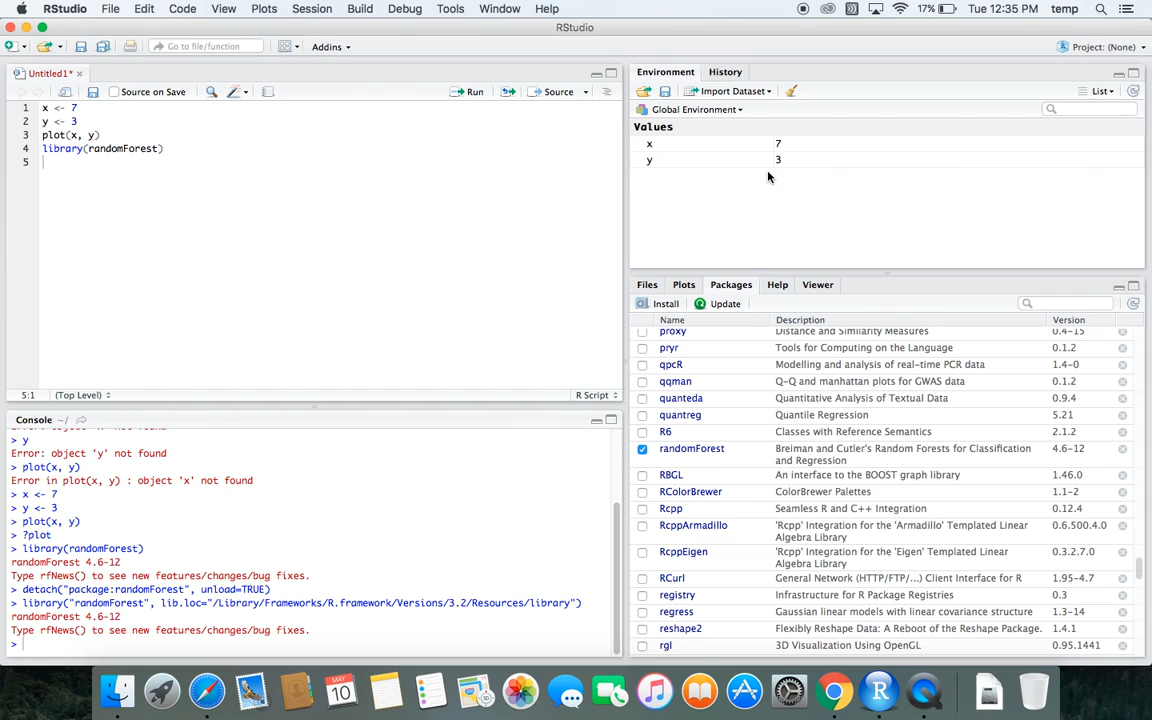 RStudio File Edit Code View Plots Session Build Debug Tools Window Help 17% Tue 12:35 PM temp
RStudio
Go to file/function Addins Project: (None)
Untitled1*
Source on Save Run Source
1 x <- 7
2 y <- 3
3 plot(x, y)
4 library(randomForest)
5
5:1 (Top Level) R Script
Console ~/
> y
Error: object 'y' not found
> plot(x, y)
Error in plot(x, y) : object 'x' not found
> x <- 7
> y <- 3
> plot(x, y)
> ?plot
> library(randomForest)
randomForest 4.6-12
Type rfNews() to see new features/changes/bug fixes.
> detach("package:randomForest", unload=TRUE)
> library("randomForest", lib.loc="/Library/Frameworks/R.framework/Versions/3.2/Resources/library")
randomForest 4.6-12
Type rfNews() to see new features/changes/bug fixes.
>
Environment History
Import Dataset List
Global Environment
Values
x 7
y 3
Files Plots Packages Help Viewer
Install Update
Name Description Version
proxy Distance and Similarity Measures 0.4-15
pryr Tools for Computing on the Language 0.1.2
qpcR Modelling and analysis of real-time PCR data 1.4-0
qqman Q-Q and manhattan plots for GWAS data 0.1.2
quanteda Quantitative Analysis of Textual Data 0.9.4
quantreg Quantile Regression 5.21
R6 Classes with Reference Semantics 2.1.2
randomForest Breiman and Cutler's Random Forests for Classification 4.6-12
and Regression
RBGL An interface to the BOOST graph library 1.46.0
RColorBrewer ColorBrewer Palettes 1.1-2
Rcpp Seamless R and C++ Integration 0.12.4
RcppArmadillo 'Rcpp' Integration for the 'Armadillo' Templated Linear 0.6.500.4.0
Algebra Library
RcppEigen 'Rcpp' Integration for the 'Eigen' Templated Linear 0.3.2.7.0
Algebra Library
RCurl General Network (HTTP/FTP/...) Client Interface for R 1.95-4.7
registry Infrastructure for R Package Registries 0.3
regress Gaussian linear models with linear covariance structure 1.3-14
reshape2 Flexibly Reshape Data: A Reboot of the Reshape Package. 1.4.1
rgl 3D Visualization Using OpenGL 0.95.1441
MAY
10
R